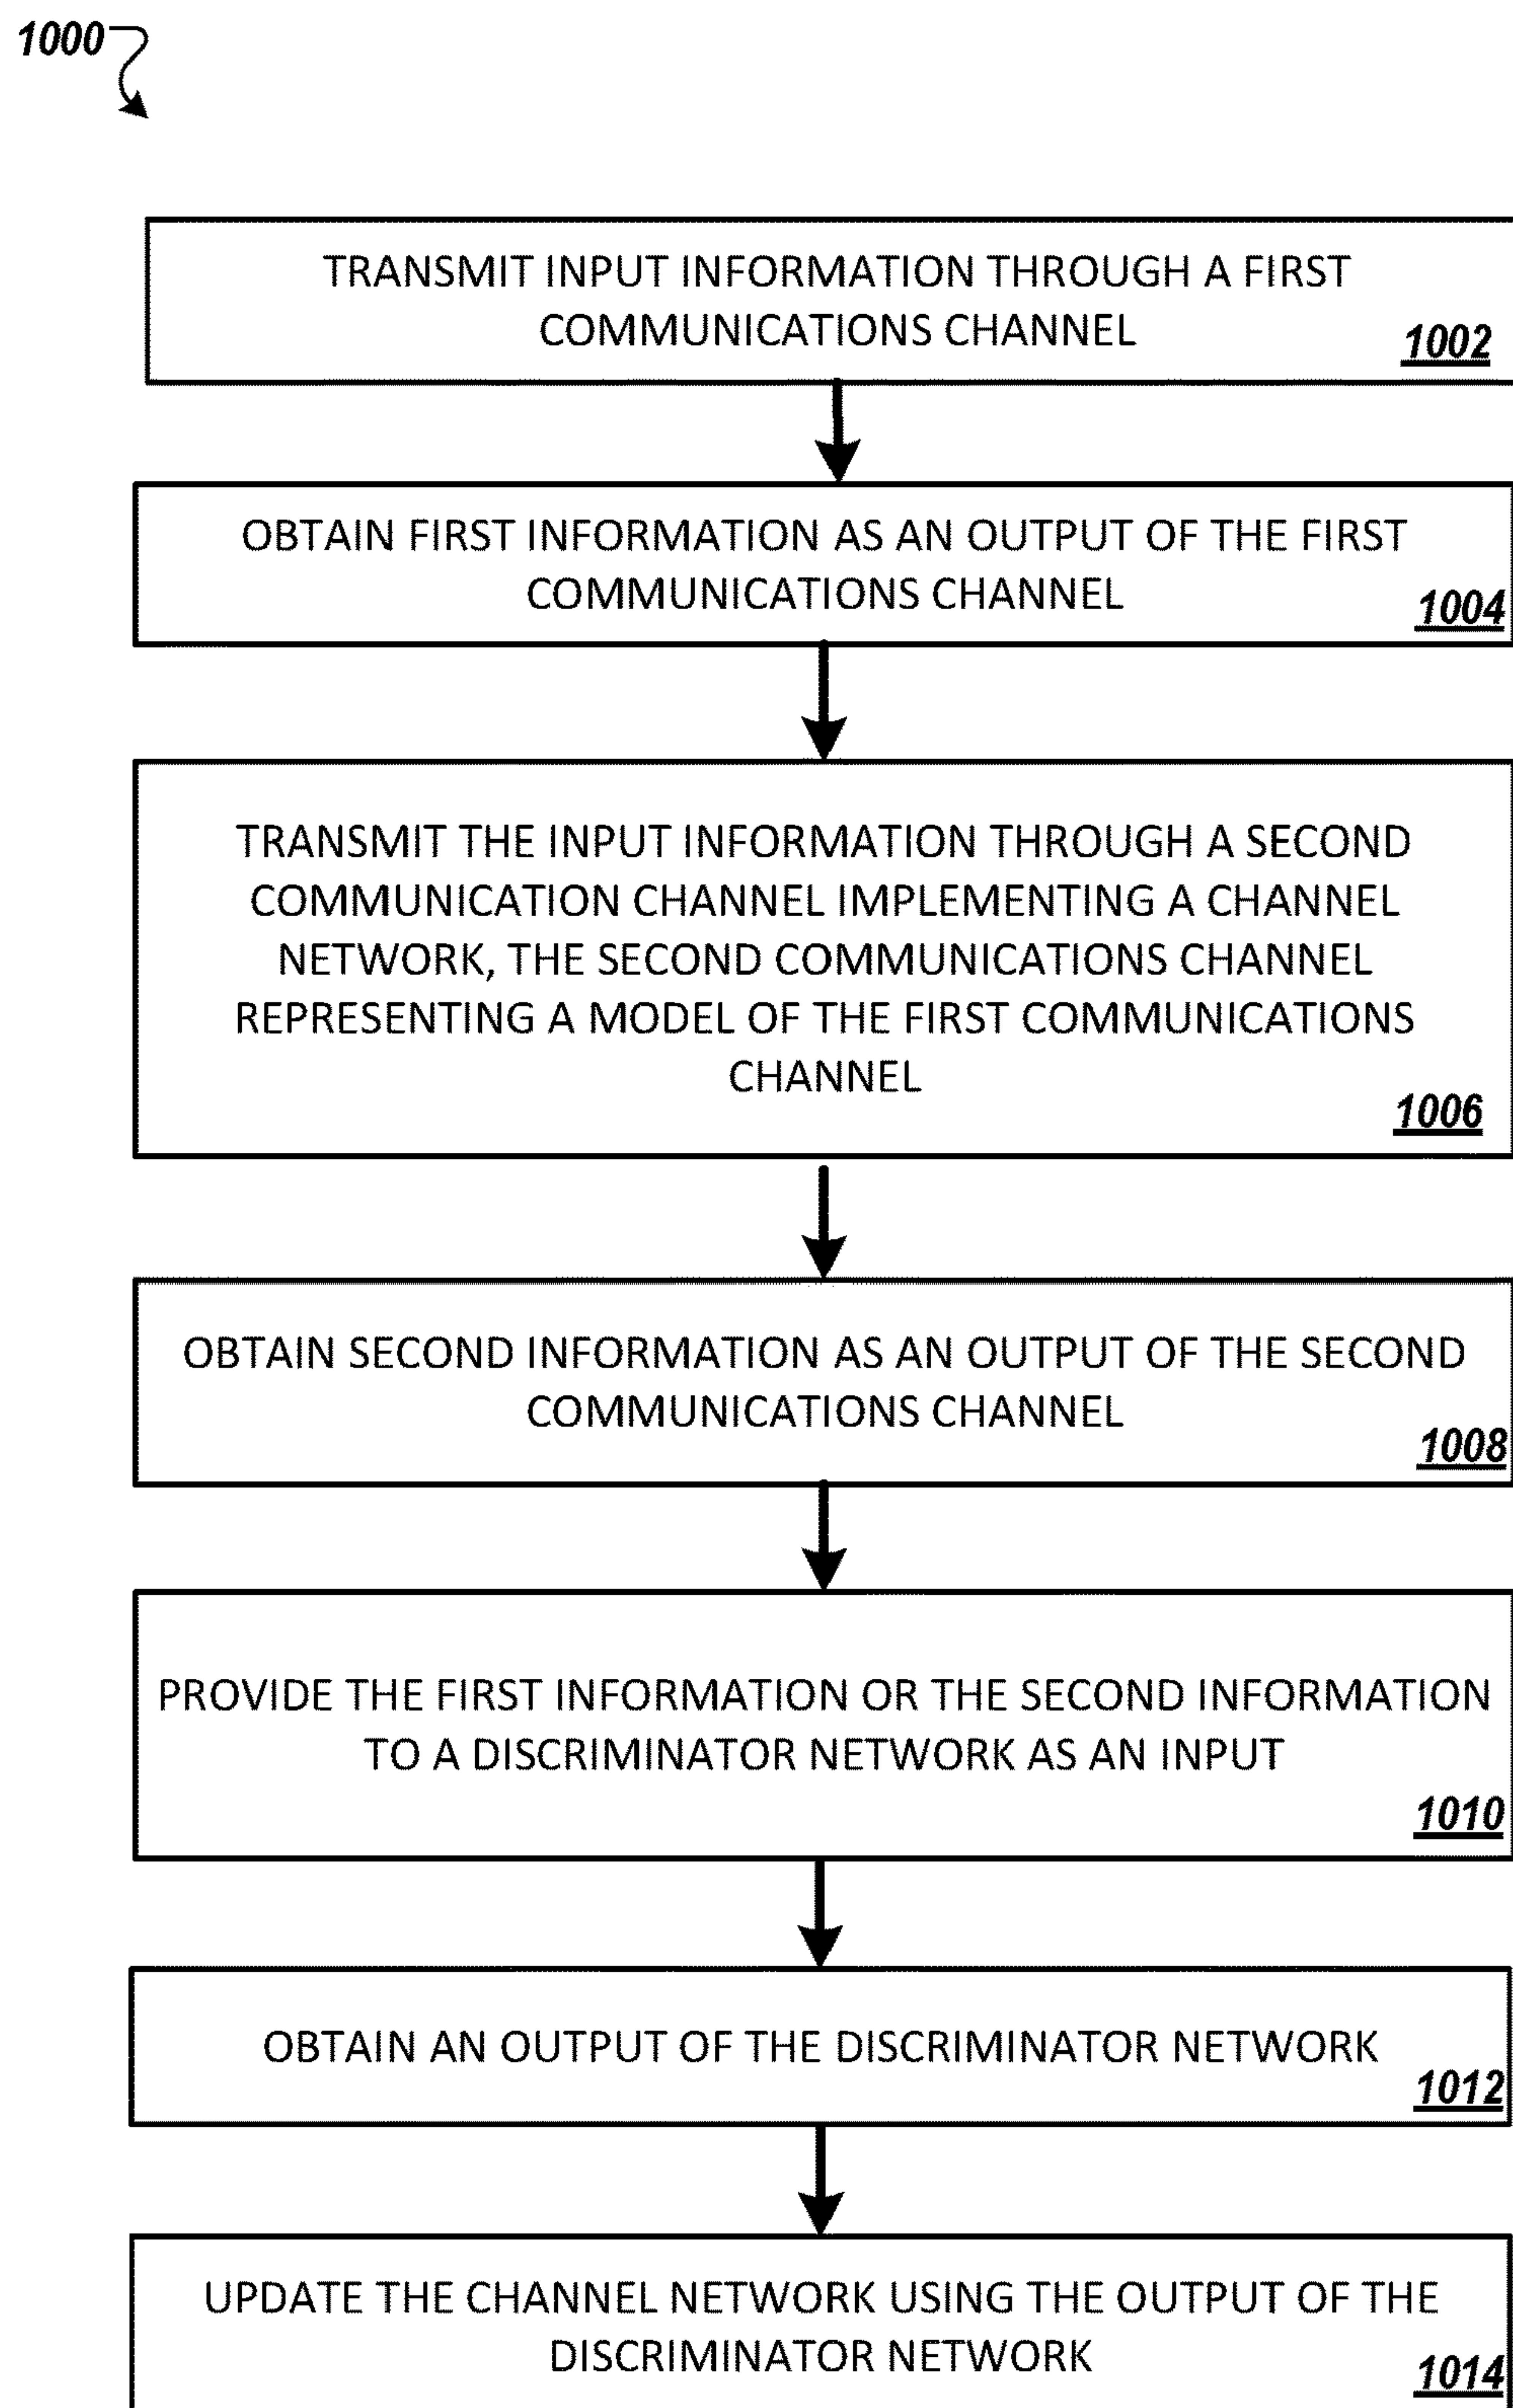 1000
TRANSMIT INPUT INFORMATION THROUGH A FIRST
COMMUNICATIONS CHANNEL
1002
OBTAIN FIRST INFORMATION AS AN OUTPUT OF THE FIRST
COMMUNICATIONS CHANNEL
1004
TRANSMIT THE INPUT INFORMATION THROUGH A SECOND
COMMUNICATION CHANNEL IMPLEMENTING A CHANNEL
NETWORK, THE SECOND COMMUNICATIONS CHANNEL
REPRESENTING A MODEL OF THE FIRST COMMUNICATIONS
CHANNEL
1006
OBTAIN SECOND INFORMATION AS AN OUTPUT OF THE SECOND
COMMUNICATIONS CHANNEL
1008
PROVIDE THE FIRST INFORMATION OR THE SECOND INFORMATION
TO A DISCRIMINATOR NETWORK AS AN INPUT
1010
OBTAIN AN OUTPUT OF THE DISCRIMINATOR NETWORK
1012
UPDATE THE CHANNEL NETWORK USING THE OUTPUT OF THE
DISCRIMINATOR NETWORK
1014